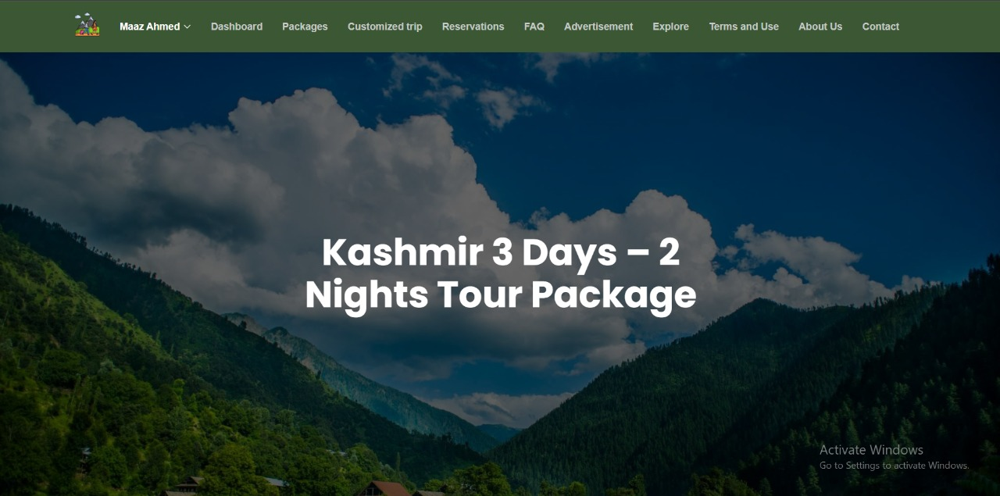 Maaz Ahmed Dashboard Packages Customized trip Reservations FAQ Advertisement Explore Terms and Use About Us Contact
Kashmir 3 Days – 2
Nights Tour Package
Activate Windows
Go to Settings to activate Windows.